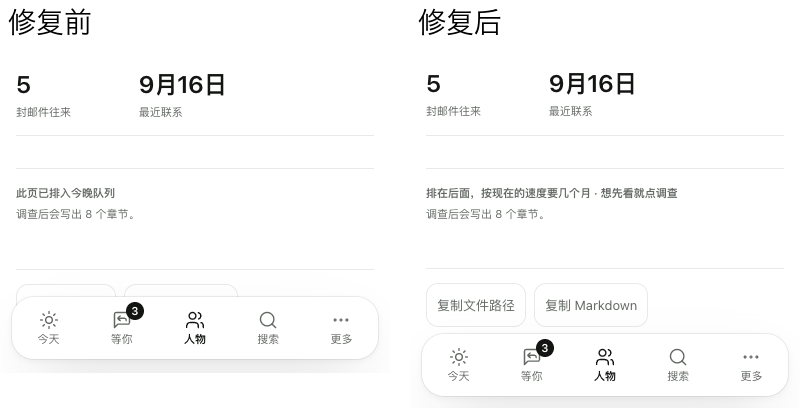 修复前
5
封邮件往来
9月16日
最近联系
此页已排入今晚队列
调查后会写出 8 个章节。
3
今天
等你
人物
搜索
更多
修复后
5
封邮件往来
9月16日
最近联系
排在后面，按现在的速度要几个月 · 想先看就点调查
调查后会写出 8 个章节。
复制文件路径
复制 Markdown
3
今天
等你
人物
搜索
更多